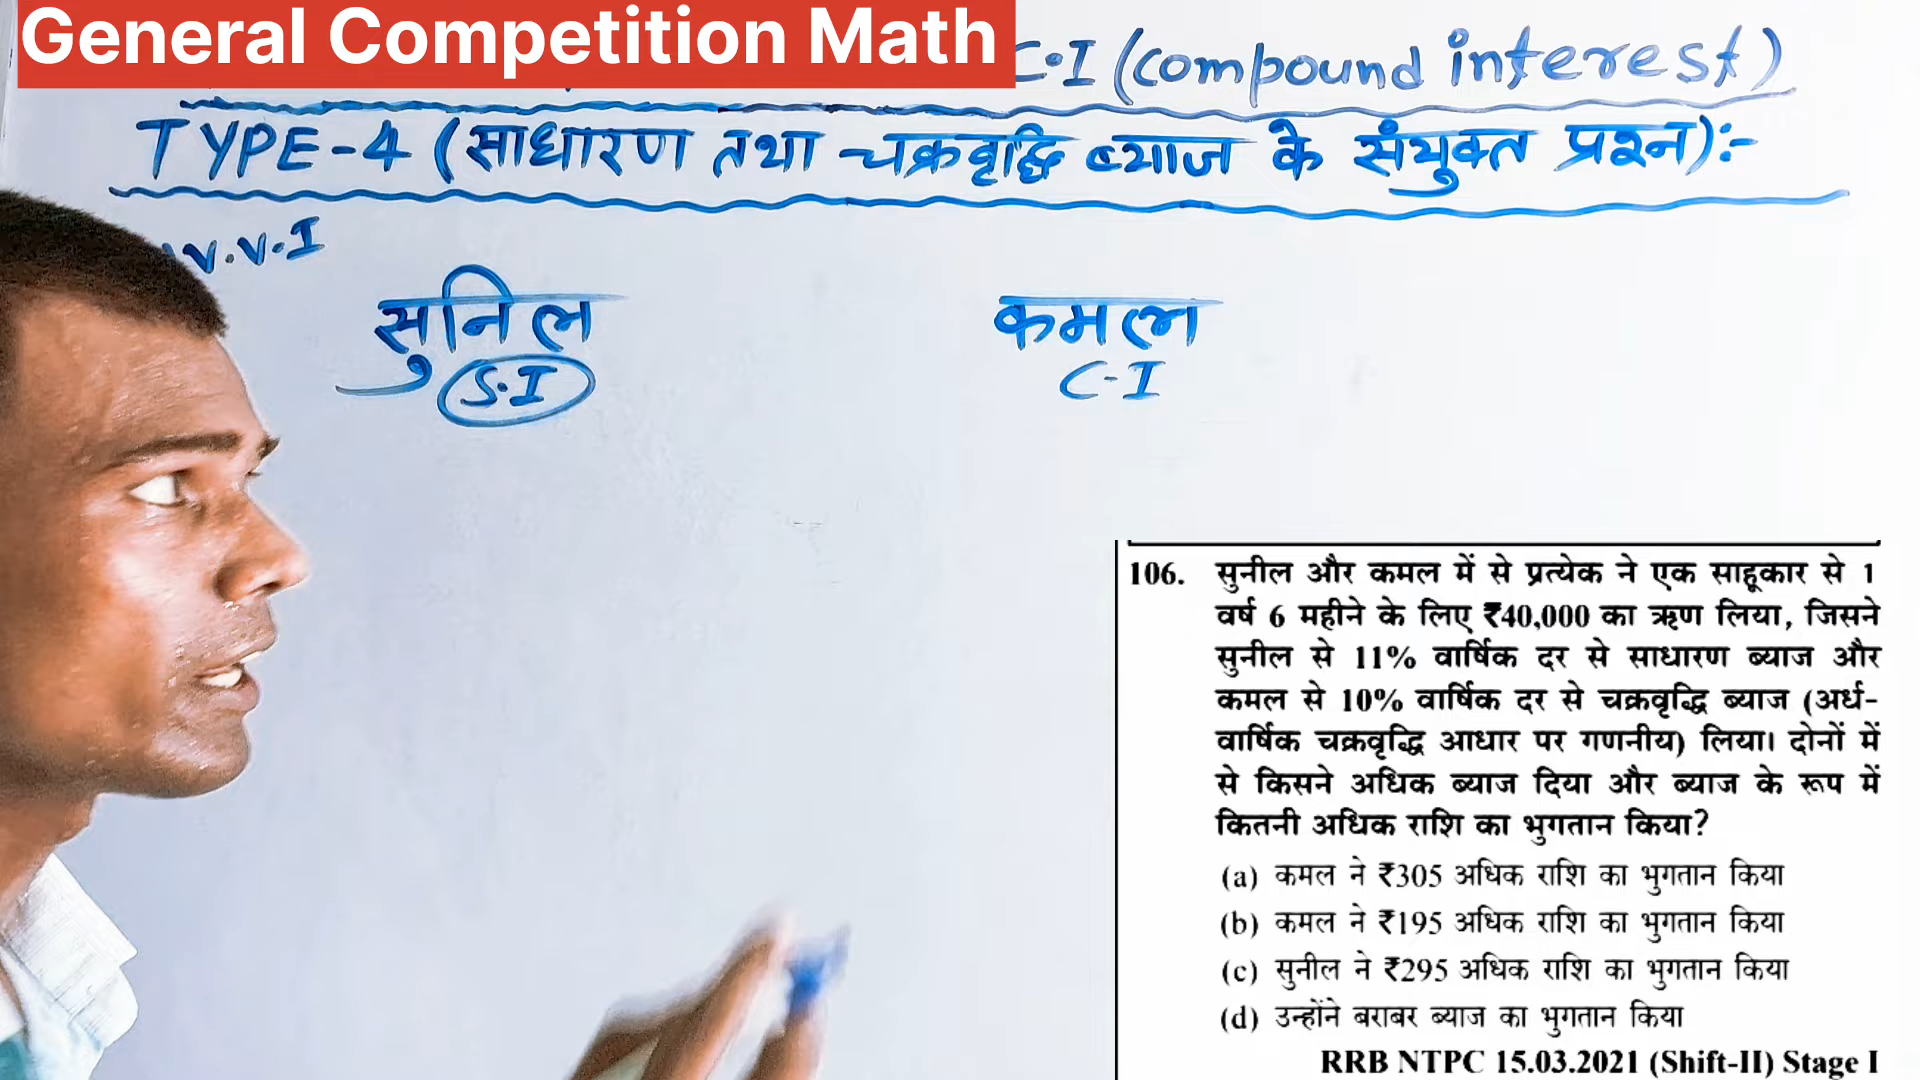 General Competition Math
C.I (compound interest)
TYPE-4 (साधारण तथा चक्रवृद्धि ब्याज के संयुक्त प्रश्न):-
V.V.I
सुनिल
कमल
S.I
C-I
106. सुनील और कमल में से प्रत्येक ने एक साहूकार से 1
वर्ष 6 महीने के लिए ₹40,000 का ऋण लिया, जिसने
सुनील से 11% वार्षिक दर से साधारण ब्याज और
कमल से 10% वार्षिक दर से चक्रवृद्धि ब्याज (अर्ध-
वार्षिक चक्रवृद्धि आधार पर गणनीय) लिया। दोनों में
से किसने अधिक ब्याज दिया और ब्याज के रूप में
कितनी अधिक राशि का भुगतान किया?
(a) कमल ने ₹305 अधिक राशि का भुगतान किया
(b) कमल ने ₹195 अधिक राशि का भुगतान किया
(c) सुनील ने ₹295 अधिक राशि का भुगतान किया
(d) उन्होंने बराबर ब्याज का भुगतान किया
RRB NTPC 15.03.2021 (Shift-II) Stage I